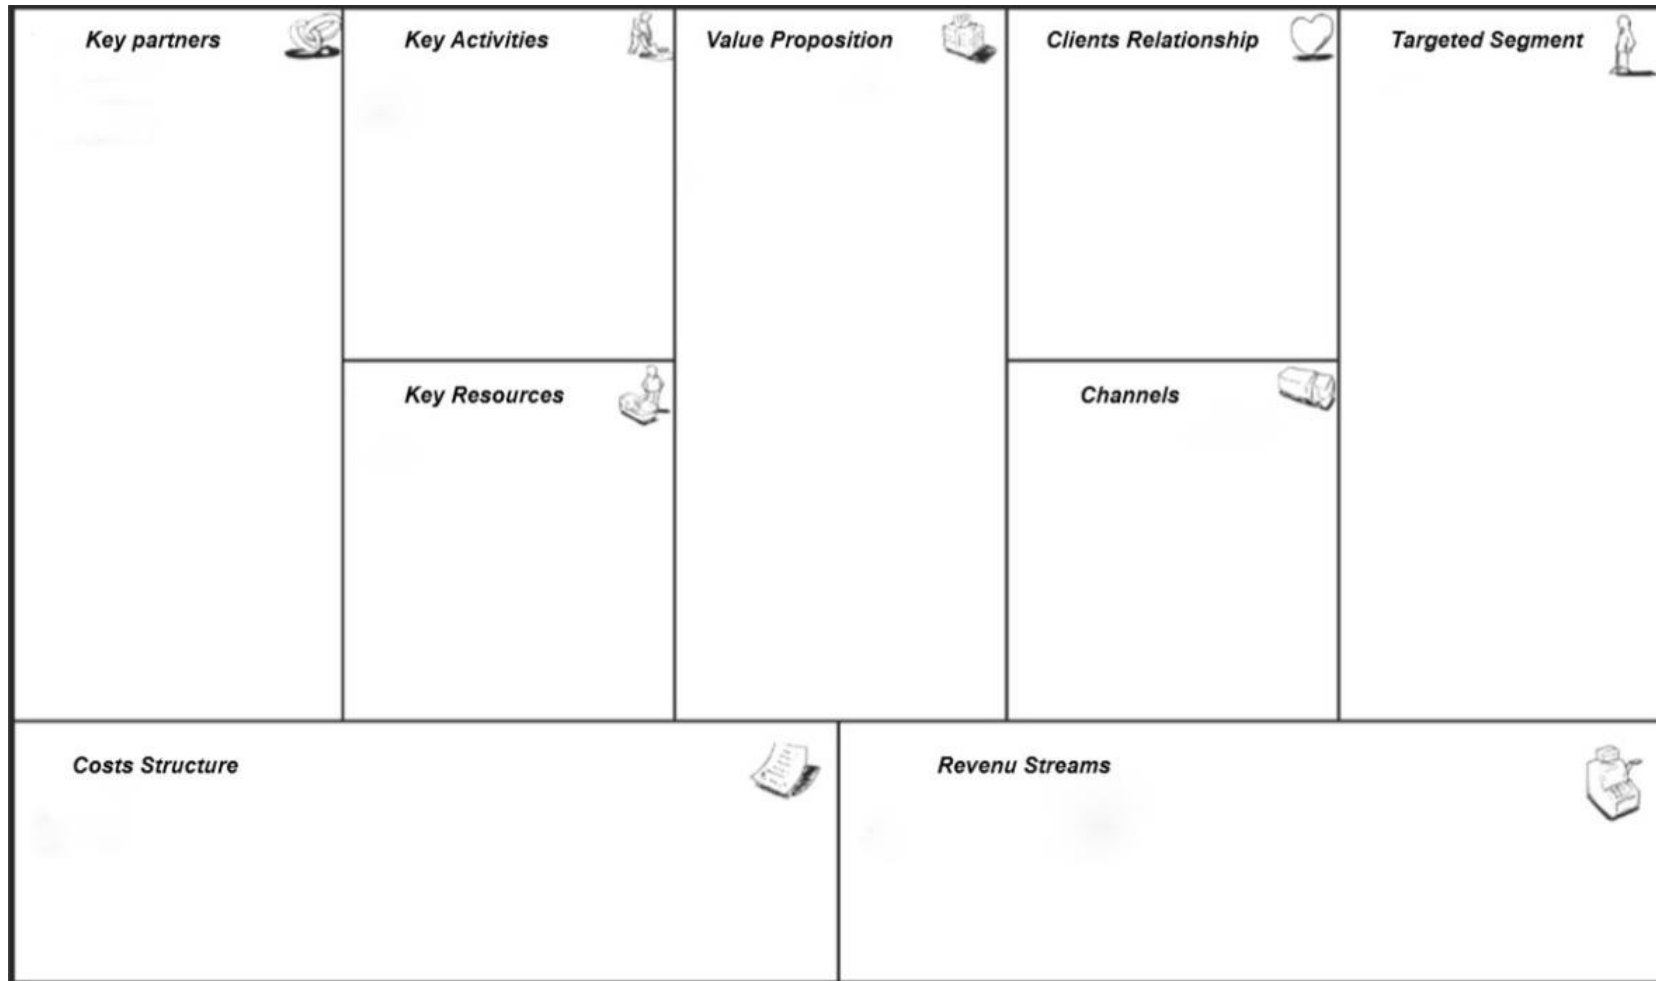 Key partners
Key Activities
Value Proposition
Clients Relationship
Targeted Segment
Key Resources
Channels
Costs Structure
Revenu Streams